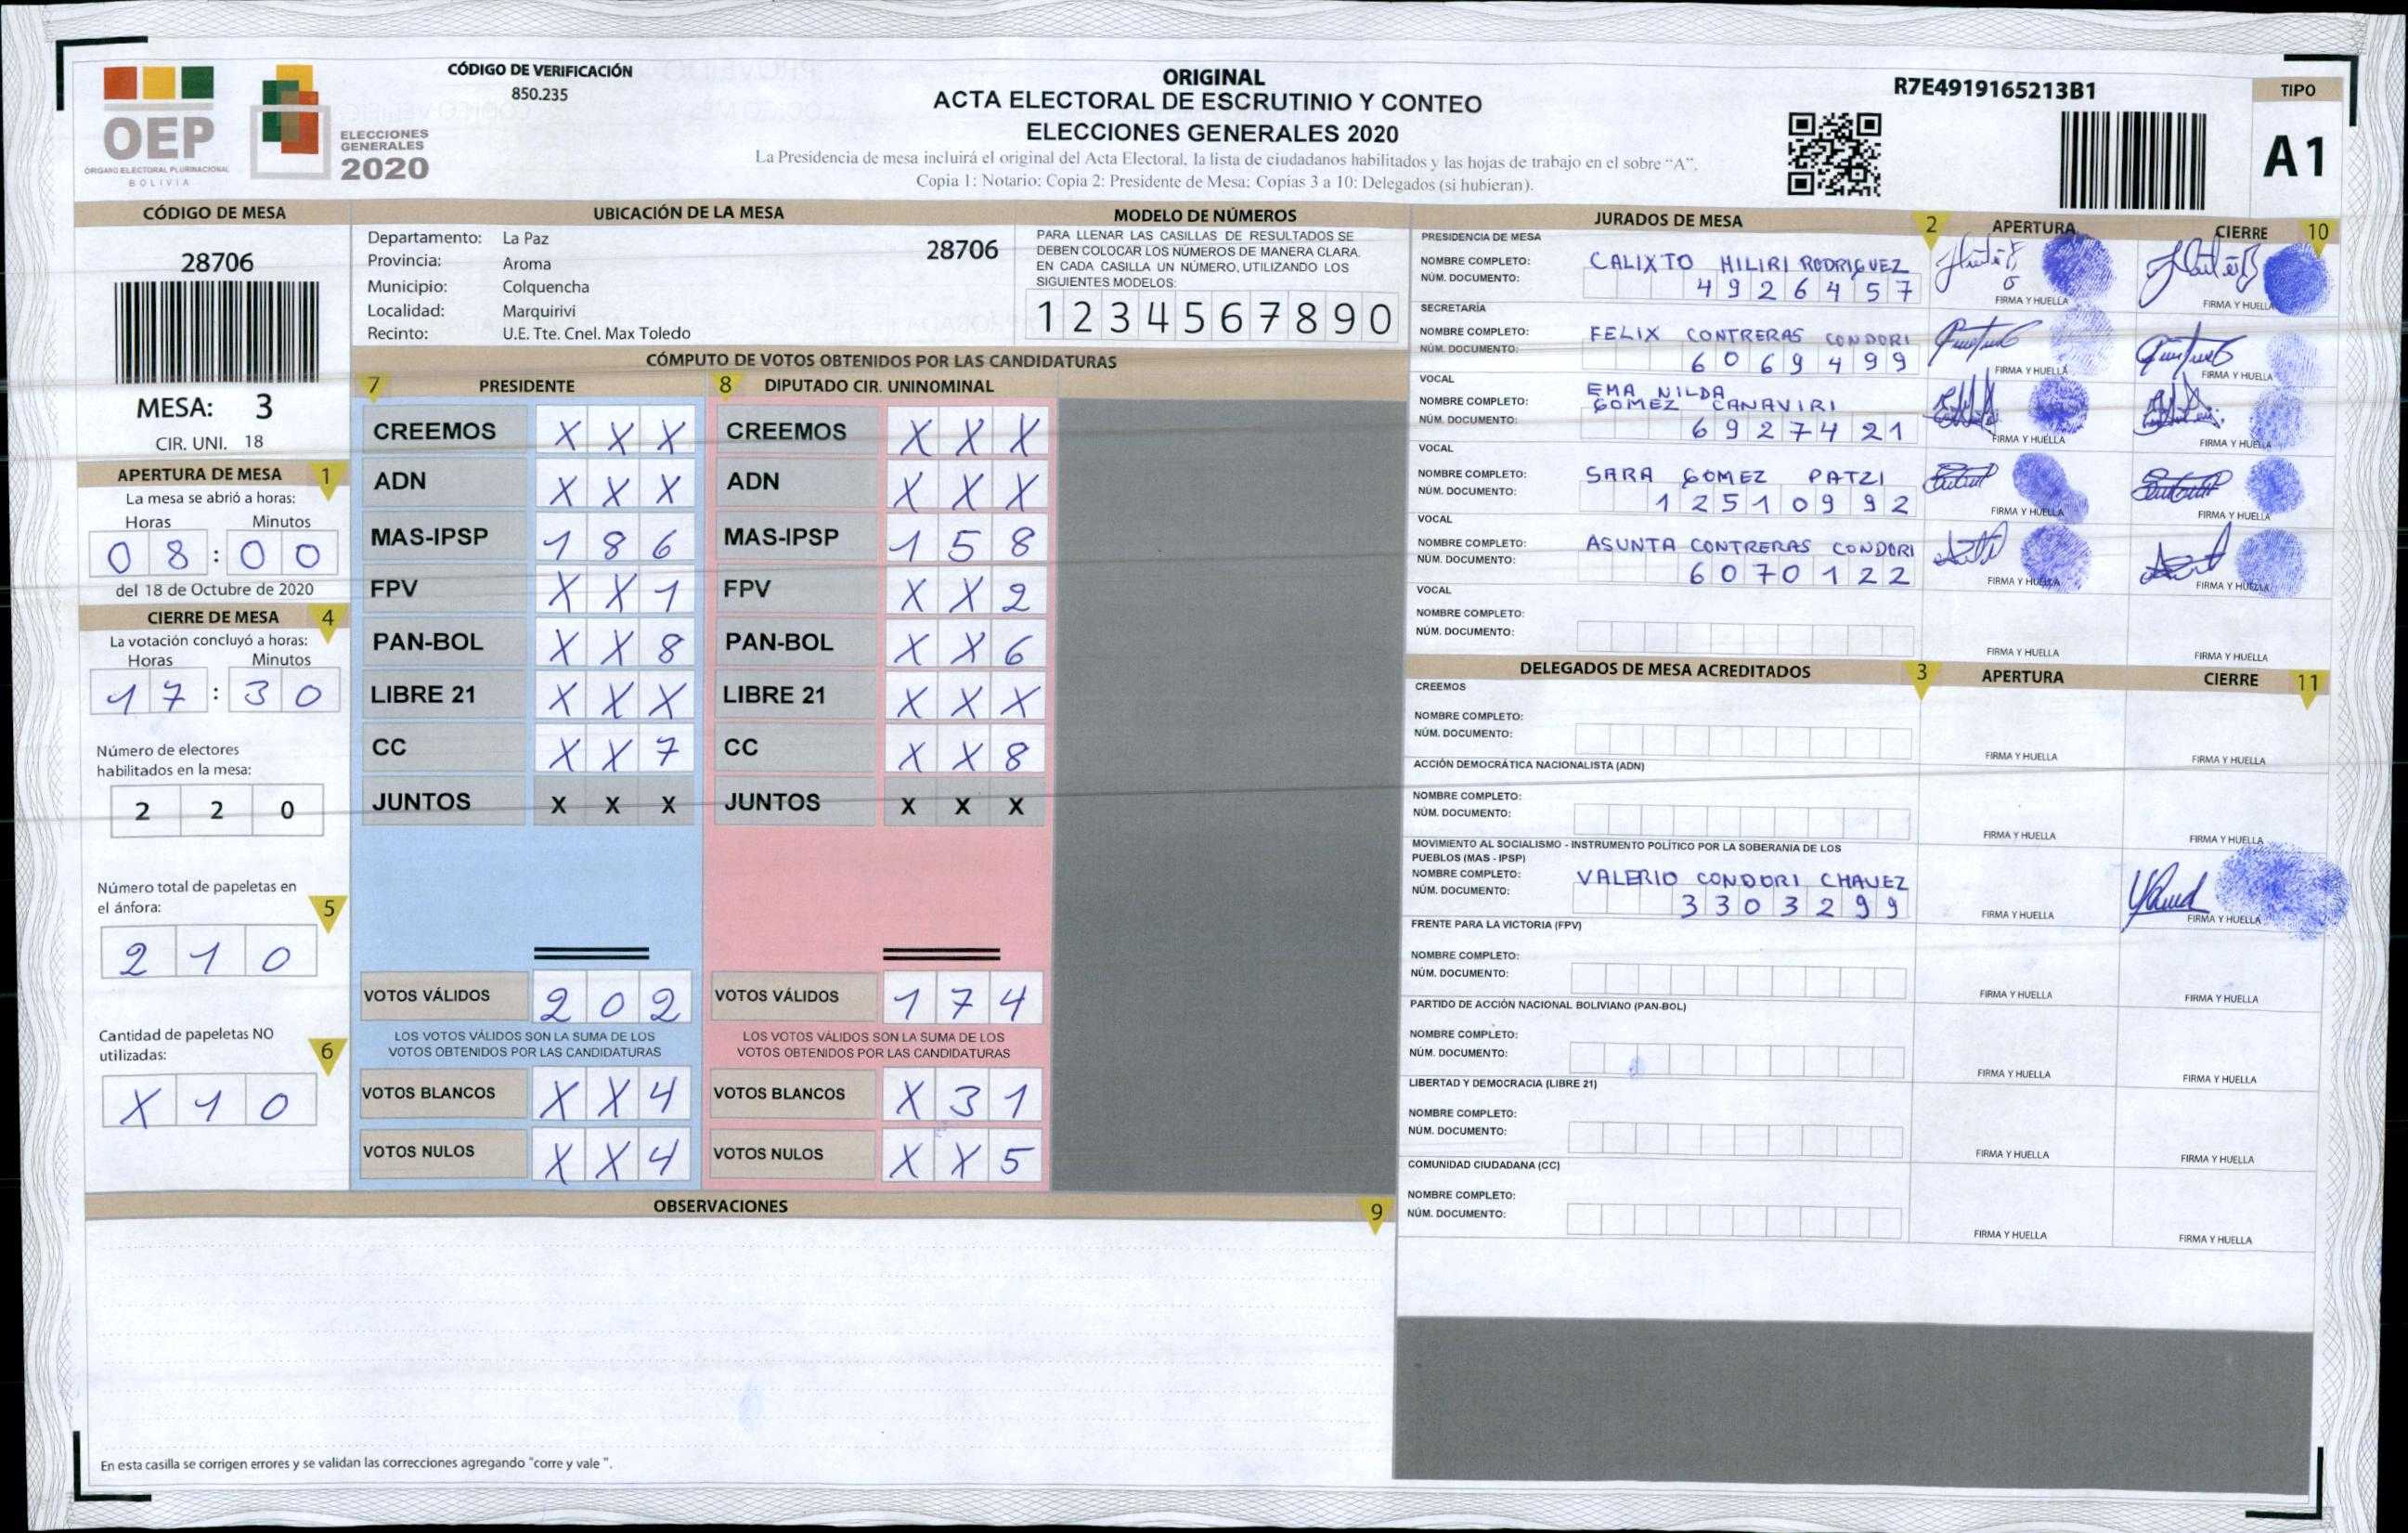 OEP
ÓRGANO ELECTORAL PLURINACIONAL
BOLIVIA
ELECCIONES
GENERALES
2020
CÓDIGO DE VERIFICACIÓN
850.235
ORIGINAL
ACTA ELECTORAL DE ESCRUTINIO Y CONTEO
ELECCIONES GENERALES 2020
La Presidencia de mesa incluirá el original del Acta Electoral, la lista de ciudadanos habilitados y las hojas de trabajo en el sobre "A".
Copia 1: Notario; Copia 2: Presidente de Mesa; Copias 3 a 10: Delegados (si hubieran).
R7E4919165213B1
TIPO
A1
CÓDIGO DE MESA
28706
MESA: 3
CIR. UNI. 18
APERTURA DE MESA 1
La mesa se abrió a horas:
Horas Minutos
0 8 : 0 0
del 18 de Octubre de 2020
CIERRE DE MESA 4
La votación concluyó a horas:
Horas Minutos
1 7 : 3 0
Número de electores
habilitados en la mesa:
2 2 0
Número total de papeletas en
el ánfora: 5
2 1 0
Cantidad de papeletas NO
utilizadas: 6
X 1 0
UBICACIÓN DE LA MESA
Departamento: La Paz 28706
Provincia: Aroma
Municipio: Colquencha
Localidad: Marquirivi
Recinto: U.E. Tte. Cnel. Max Toledo
MODELO DE NÚMEROS
PARA LLENAR LAS CASILLAS DE RESULTADOS SE
DEBEN COLOCAR LOS NÚMEROS DE MANERA CLARA.
EN CADA CASILLA UN NÚMERO, UTILIZANDO LOS
SIGUIENTES MODELOS:
1 2 3 4 5 6 7 8 9 0
CÓMPUTO DE VOTOS OBTENIDOS POR LAS CANDIDATURAS
7 PRESIDENTE 8 DIPUTADO CIR. UNINOMINAL
CREEMOS X X X CREEMOS X X X
ADN X X X ADN X X X
MAS-IPSP 1 8 6 MAS-IPSP 1 5 8
FPV X X 1 FPV X X 2
PAN-BOL X X 8 PAN-BOL X X 6
LIBRE 21 X X X LIBRE 21 X X X
CC X X 7 CC X X 8
JUNTOS X X X JUNTOS X X X
VOTOS VÁLIDOS 2 0 2 VOTOS VÁLIDOS 1 7 4
LOS VOTOS VÁLIDOS SON LA SUMA DE LOS LOS VOTOS VÁLIDOS SON LA SUMA DE LOS
VOTOS OBTENIDOS POR LAS CANDIDATURAS VOTOS OBTENIDOS POR LAS CANDIDATURAS
VOTOS BLANCOS X X 4 VOTOS BLANCOS X 3 1
VOTOS NULOS X X 4 VOTOS NULOS X X 5
OBSERVACIONES 9
En esta casilla se corrigen errores y se validan las correcciones agregando "corre y vale ".
JURADOS DE MESA 2 APERTURA CIERRE 10
PRESIDENCIA DE MESA
NOMBRE COMPLETO: CALIXTO HILIRI RODRIGUEZ
NÚM. DOCUMENTO: 4 9 2 6 4 5 7
FIRMA Y HUELLA FIRMA Y HUELLA
SECRETARÍA
NOMBRE COMPLETO: FELIX CONTRERAS CONDORI
NÚM. DOCUMENTO: 6 0 6 9 4 9 9
FIRMA Y HUELLA FIRMA Y HUELLA
VOCAL
NOMBRE COMPLETO: EMA NILDA
GOMEZ CANAVIRI
NÚM. DOCUMENTO: 6 9 2 7 4 2 1
FIRMA Y HUELLA FIRMA Y HUELLA
VOCAL
NOMBRE COMPLETO: SARA GOMEZ PATZI
NÚM. DOCUMENTO: 1 2 5 1 0 9 9 2
FIRMA Y HUELLA FIRMA Y HUELLA
VOCAL
NOMBRE COMPLETO: ASUNTA CONTRERAS CONDORI
NÚM. DOCUMENTO: 6 0 7 0 1 2 2
FIRMA Y HUELLA FIRMA Y HUELLA
VOCAL
NOMBRE COMPLETO:
NÚM. DOCUMENTO:
FIRMA Y HUELLA FIRMA Y HUELLA
DELEGADOS DE MESA ACREDITADOS 3 APERTURA CIERRE 11
CREEMOS
NOMBRE COMPLETO:
NÚM. DOCUMENTO:
FIRMA Y HUELLA FIRMA Y HUELLA
ACCIÓN DEMOCRÁTICA NACIONALISTA (ADN)
NOMBRE COMPLETO:
NÚM. DOCUMENTO:
FIRMA Y HUELLA FIRMA Y HUELLA
MOVIMIENTO AL SOCIALISMO - INSTRUMENTO POLÍTICO POR LA SOBERANIA DE LOS
PUEBLOS (MAS - IPSP)
NOMBRE COMPLETO: VALERIO CONDORI CHAVEZ
NÚM. DOCUMENTO: 3 3 0 3 2 9 9
FIRMA Y HUELLA FIRMA Y HUELLA
FRENTE PARA LA VICTORIA (FPV)
NOMBRE COMPLETO:
NÚM. DOCUMENTO:
FIRMA Y HUELLA FIRMA Y HUELLA
PARTIDO DE ACCIÓN NACIONAL BOLIVIANO (PAN-BOL)
NOMBRE COMPLETO:
NÚM. DOCUMENTO:
FIRMA Y HUELLA FIRMA Y HUELLA
LIBERTAD Y DEMOCRACIA (LIBRE 21)
NOMBRE COMPLETO:
NÚM. DOCUMENTO:
FIRMA Y HUELLA FIRMA Y HUELLA
COMUNIDAD CIUDADANA (CC)
NOMBRE COMPLETO:
NÚM. DOCUMENTO:
FIRMA Y HUELLA FIRMA Y HUELLA